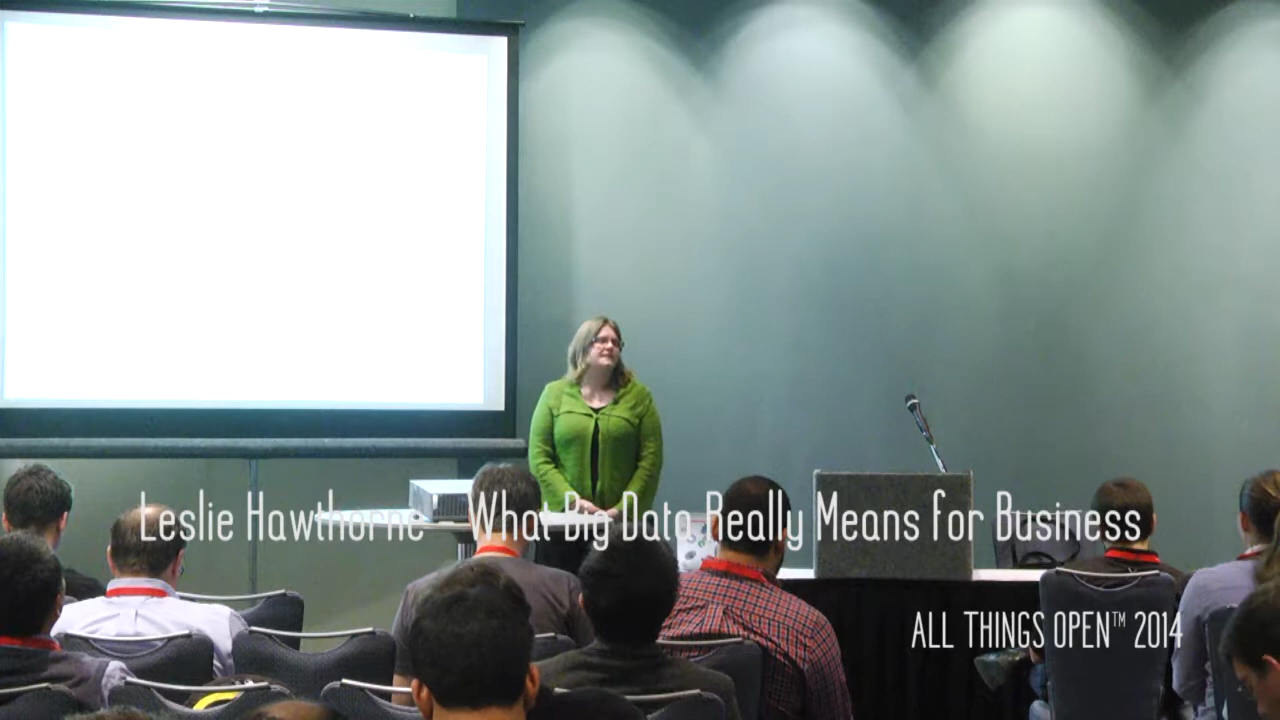 Leslie Hawthorne - What Big Data Really Means for Business
ALL THINGS OPEN™ 2014